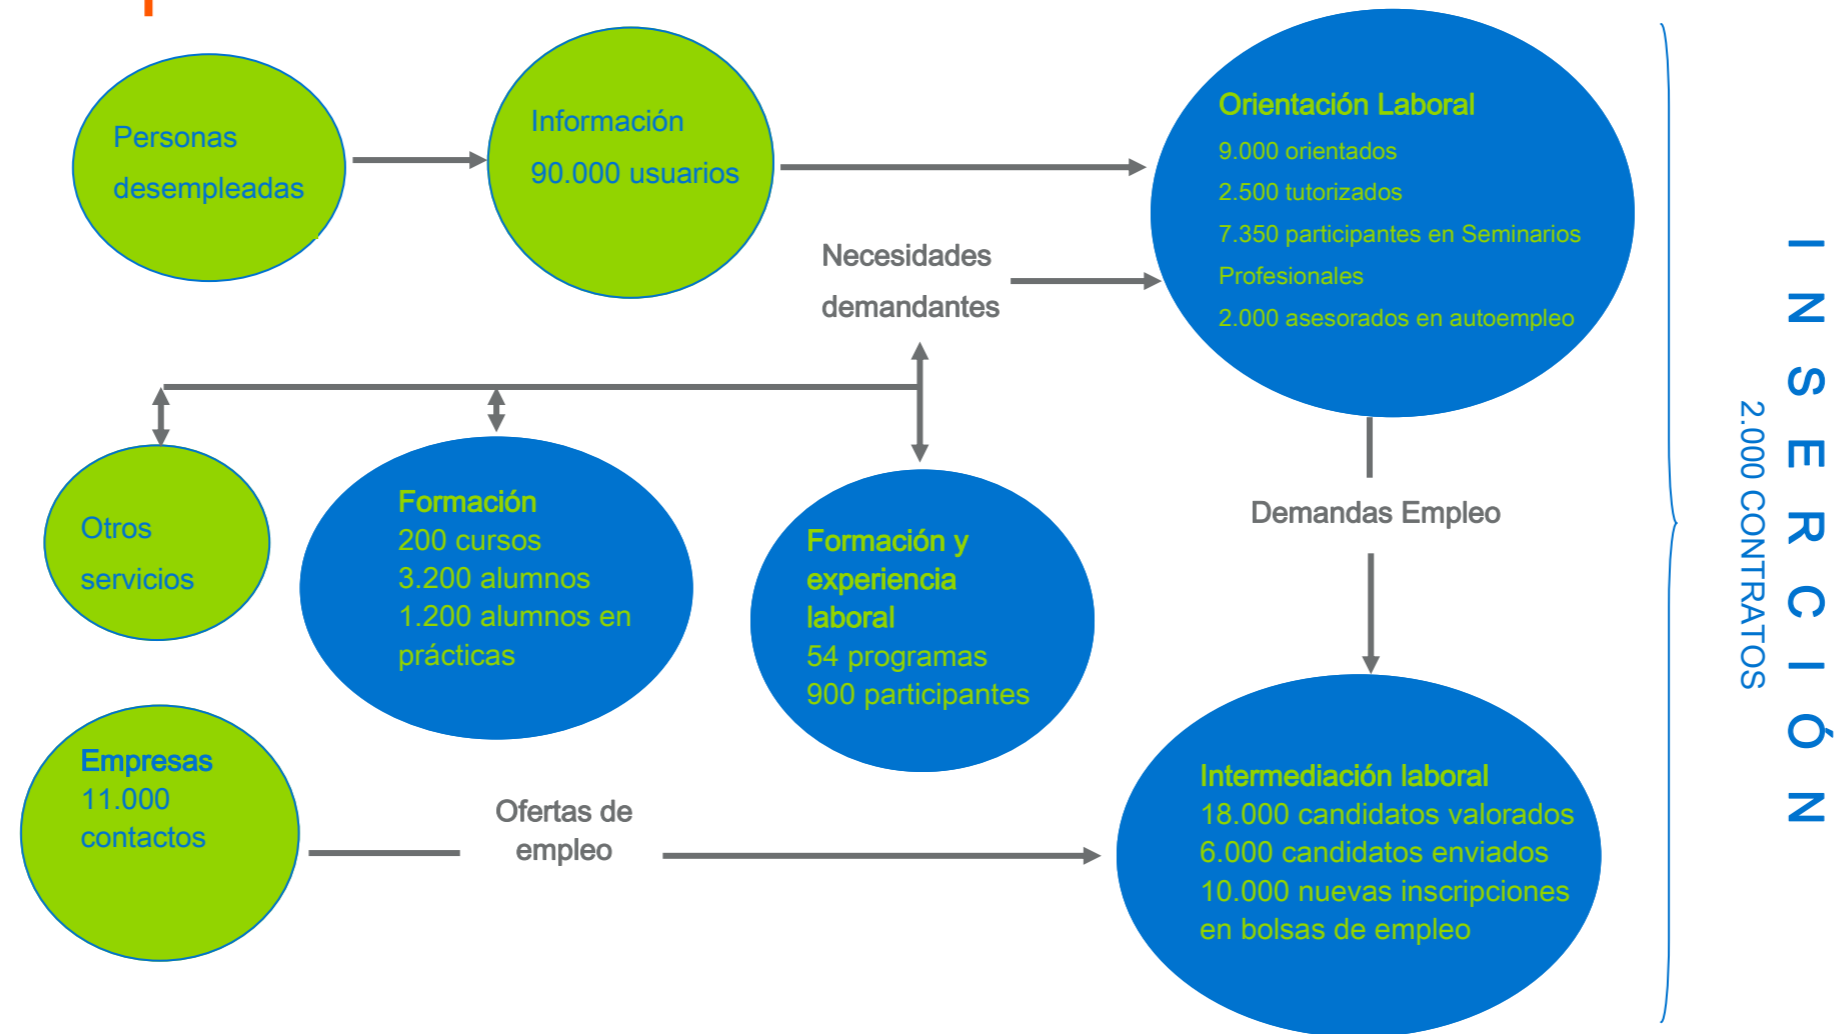 Personas
desempleadas
Información
90.000 usuarios
Orientación Laboral
9.000 orientados
2.500 tutorizados
7.350 participantes en Seminarios
Profesionales
2.000 asesorados en autoempleo
Necesidades
demandantes
Otros
servicios
Formación
200 cursos
3.200 alumnos
1.200 alumnos en
prácticas
Formación y
experiencia
laboral
54 programas
900 participantes
Demandas Empleo
Empresas
11.000
contactos
Ofertas de
empleo
Intermediación laboral
18.000 candidatos valorados
6.000 candidatos enviados
10.000 nuevas inscripciones
en bolsas de empleo
INSERCIÓN
2.000 CONTRATOS